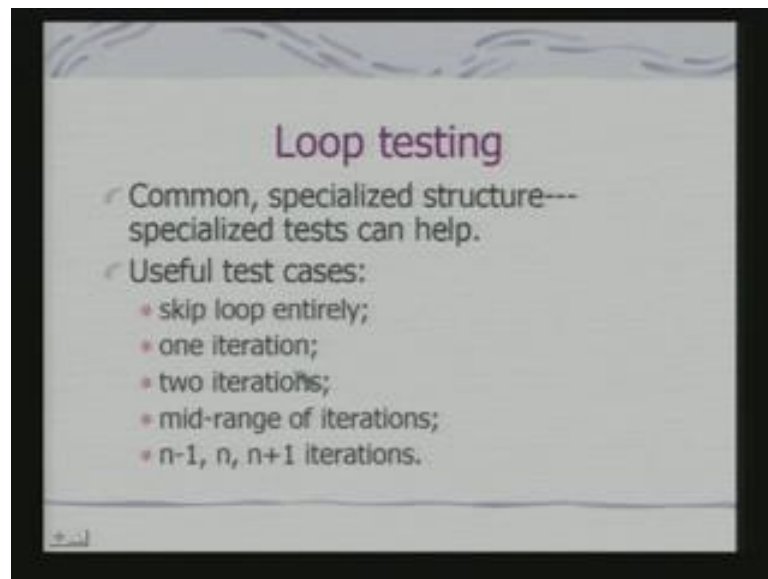 Loop testing
Common, specialized structure---
specialized tests can help.
Useful test cases:
skip loop entirely;
one iteration;
two iterations;
mid-range of iterations;
n-1, n, n+1 iterations.